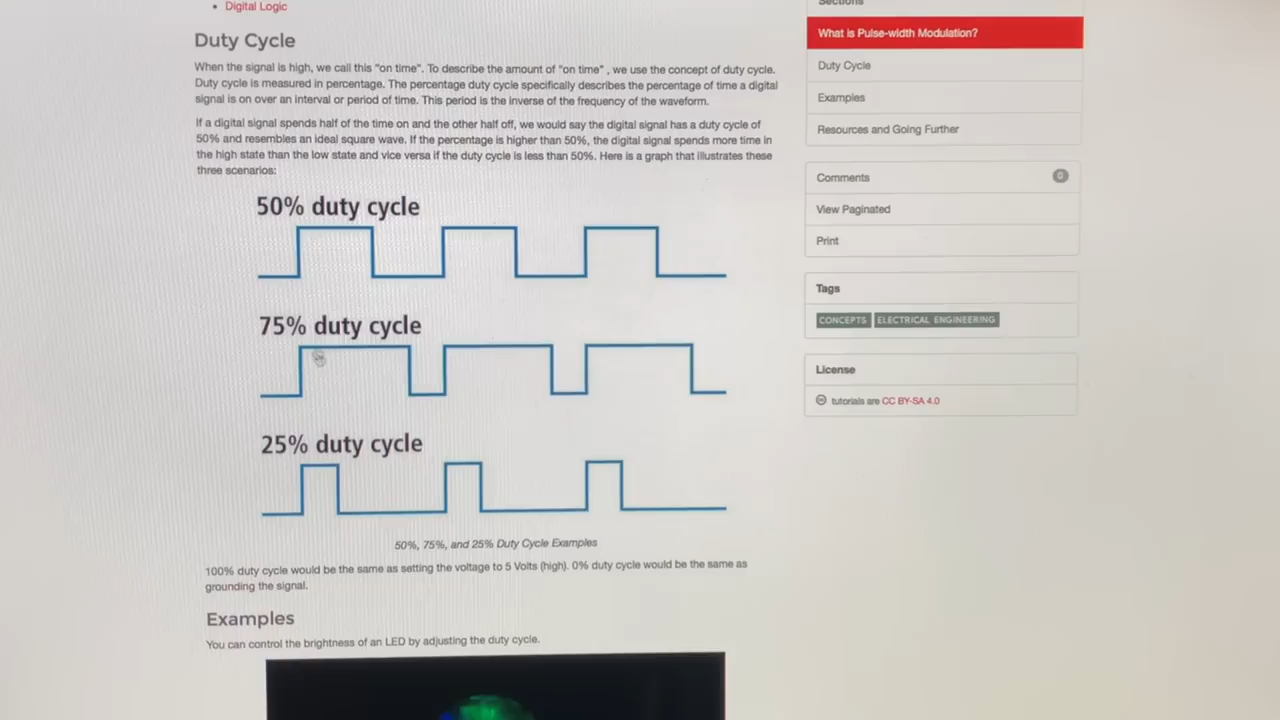 Digital Logic
Duty Cycle
When the signal is high, we call this "on time". To describe the amount of "on time" , we use the concept of duty cycle.
Duty cycle is measured in percentage. The percentage duty cycle specifically describes the percentage of time a digital
signal is on over an interval or period of time. This period is the inverse of the frequency of the waveform.
If a digital signal spends half of the time on and the other half off, we would say the digital signal has a duty cycle of
50% and resembles an ideal square wave. If the percentage is higher than 50%, the digital signal spends more time in
the high state than the low state and vice versa if the duty cycle is less than 50%. Here is a graph that illustrates these
three scenarios:
50% duty cycle
75% duty cycle
25% duty cycle
50%, 75%, and 25% Duty Cycle Examples
100% duty cycle would be the same as setting the voltage to 5 Volts (high). 0% duty cycle would be the same as
grounding the signal.
Examples
You can control the brightness of an LED by adjusting the duty cycle.
Sections
What is Pulse-width Modulation?
Duty Cycle
Examples
Resources and Going Further
Comments 0
View Paginated
Print
Tags
CONCEPTS ELECTRICAL ENGINEERING
License
tutorials are CC BY-SA 4.0